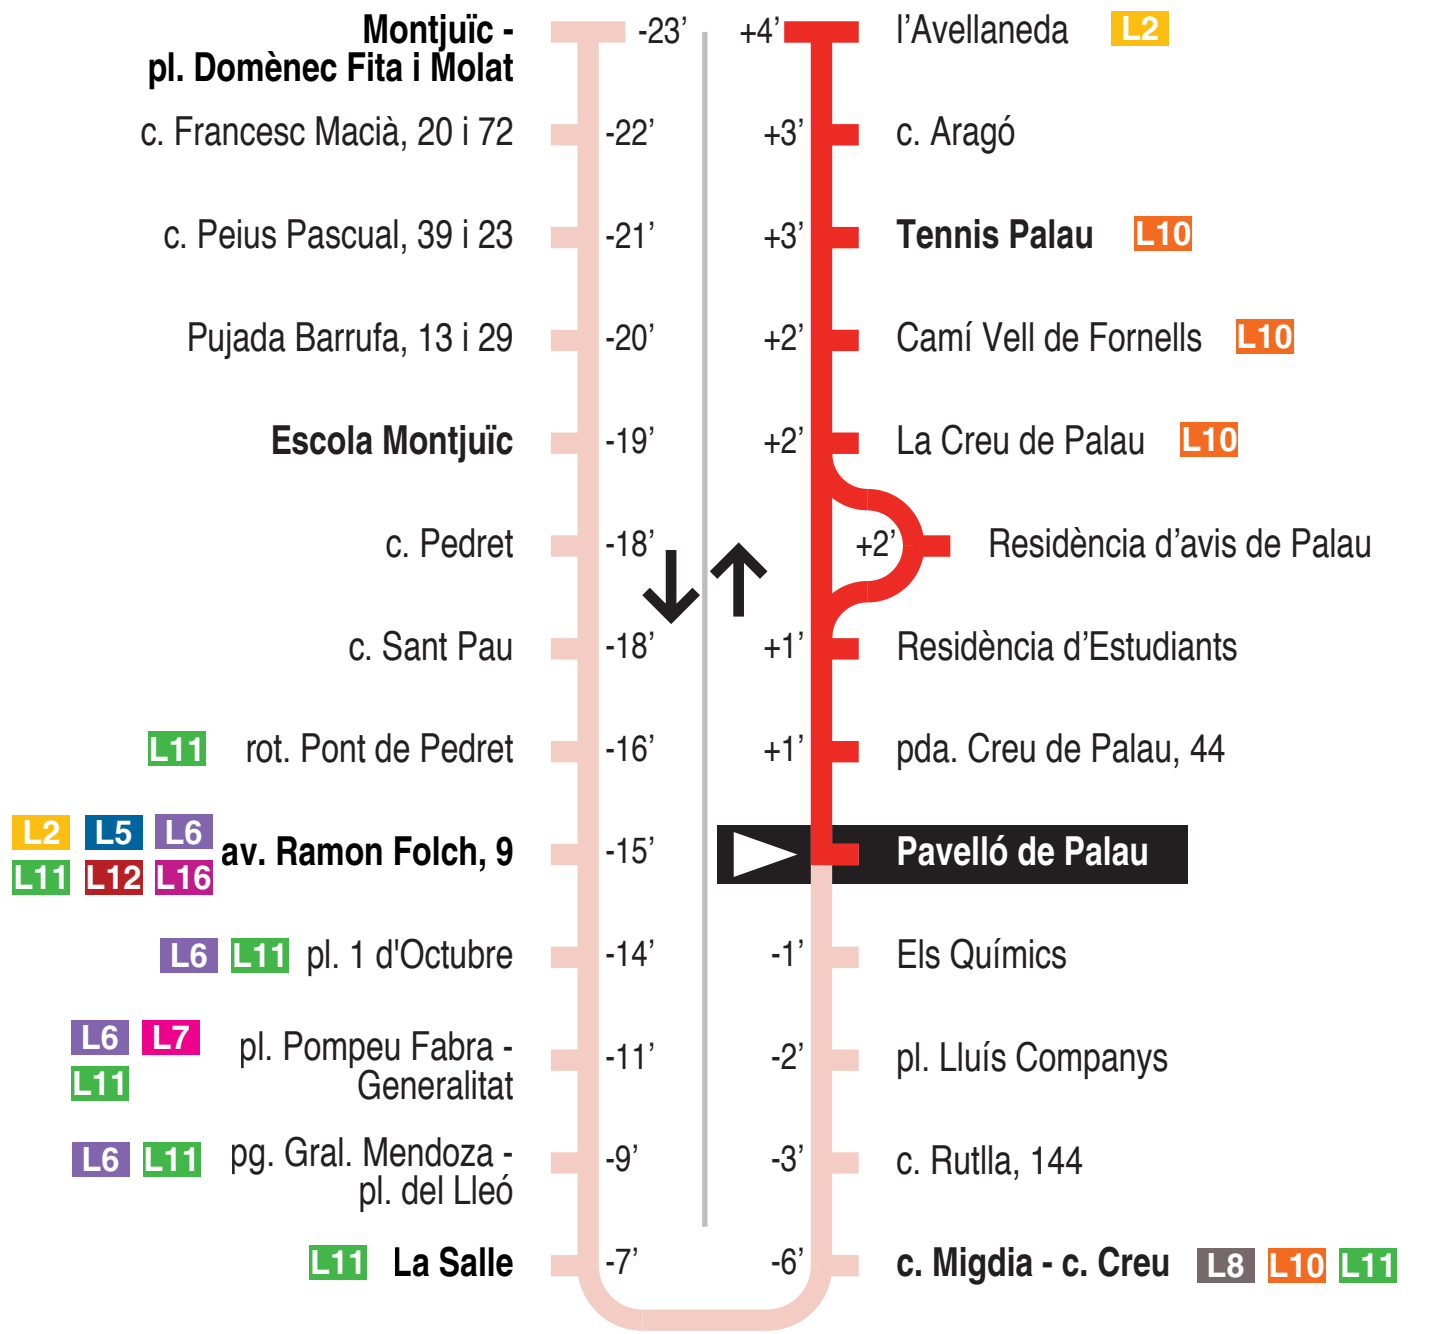 Montjuïc -
pl. Domènec Fita i Molat
-23’
c. Francesc Macià, 20 i 72
-22’
c. Peius Pascual, 39 i 23
-21’
Pujada Barrufa, 13 i 29
-20’
Escola Montjuïc
-19’
c. Pedret
-18’
c. Sant Pau
-18’
L11 rot. Pont de Pedret
-16’
L2 L5 L6
L11 L12 L16
av. Ramon Folch, 9
-15’
L6 L11 pl. 1 d'Octubre
-14’
L6 L7
L11
pl. Pompeu Fabra -
Generalitat
-11’
L6 L11
pg. Gral. Mendoza -
pl. del Lleó
-9’
L11 La Salle
-7’
+4’ l’Avellaneda L2
+3’ c. Aragó
+3’ Tennis Palau L10
+2’ Camí Vell de Fornells L10
+2’ La Creu de Palau L10
+2’ Residència d’avis de Palau
+1’ Residència d’Estudiants
+1’ pda. Creu de Palau, 44
Pavelló de Palau
-1’ Els Químics
-2’ pl. Lluís Companys
-3’ c. Rutlla, 144
-6’ c. Migdia - c. Creu L8 L10 L11